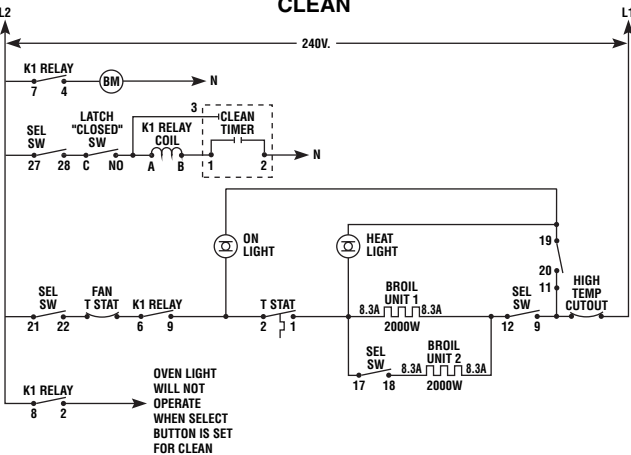 CLEAN
L2
L1
240V.
K1 RELAY
7 4
BM
N
SEL
SW
27 28
LATCH
"CLOSED"
SW
C NO
K1 RELAY
COIL
A B
3
CLEAN
TIMER
1 2
N
ON
LIGHT
HEAT
LIGHT
19
20
11
HIGH
TEMP
CUTOUT
SEL
SW
21 22
FAN
T STAT
K1 RELAY
6 9
T STAT
2 1
BROIL
UNIT 1
8.3A 8.3A
2000W
SEL
SW
12 9
SEL
SW
17 18
BROIL
UNIT 2
8.3A 8.3A
2000W
K1 RELAY
8 2
OVEN LIGHT
WILL NOT
OPERATE
WHEN SELECT
BUTTON IS SET
FOR CLEAN